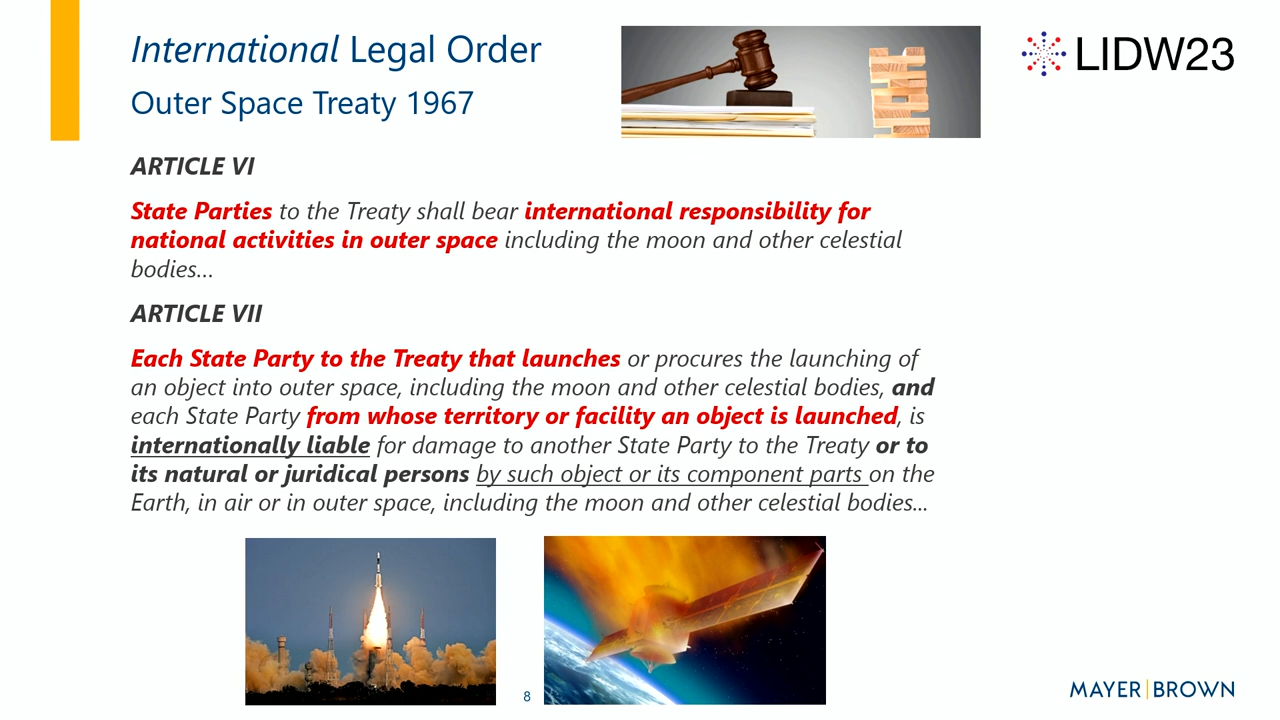 International Legal Order
LIDW23
Outer Space Treaty 1967
ARTICLE VI
State Parties to the Treaty shall bear international responsibility for
national activities in outer space including the moon and other celestial
bodies...
ARTICLE VII
Each State Party to the Treaty that launches or procures the launching of
an object into outer space, including the moon and other celestial bodies, and
each State Party from whose territory or facility an object is launched, is
internationally liable for damage to another State Party to the Treaty or to
its natural or juridical persons by such object or its component parts on the
Earth, in air or in outer space, including the moon and other celestial bodies...
8
MAYER|BROWN